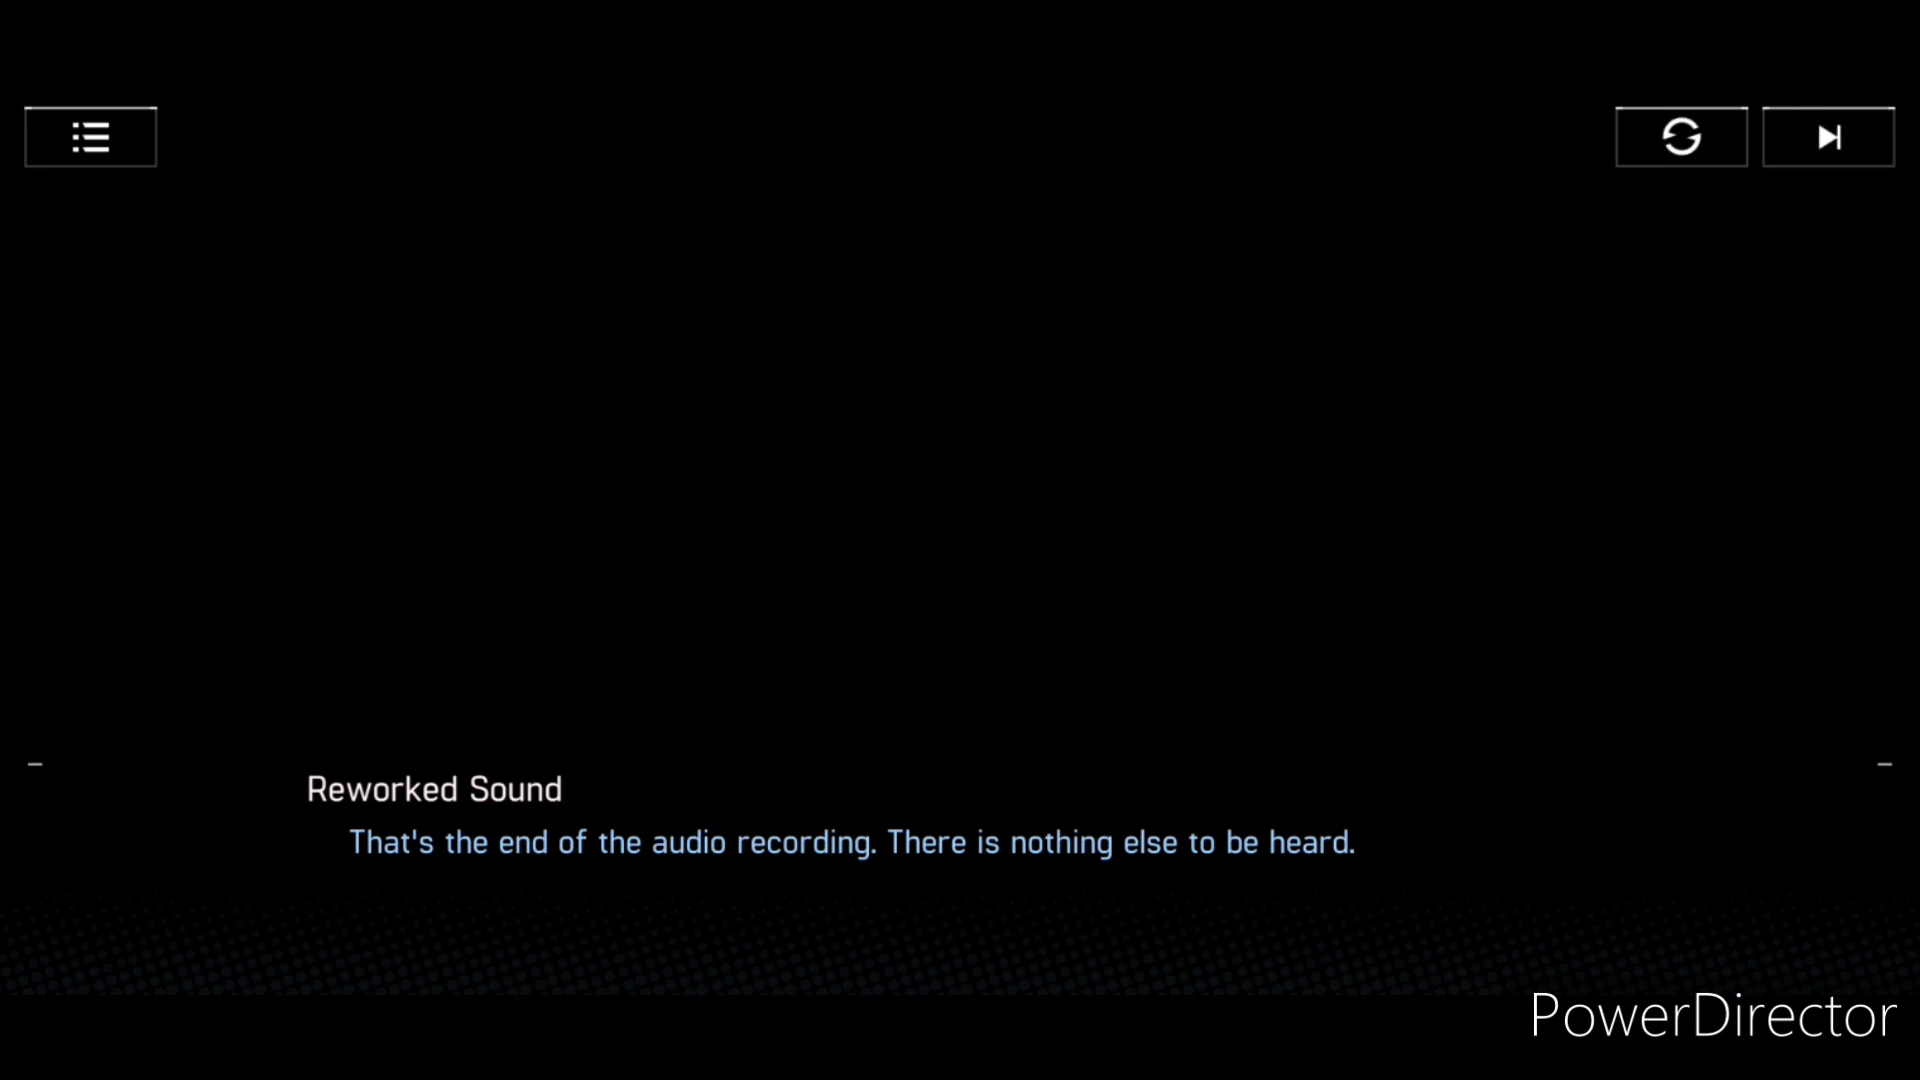 Reworked Sound
That's the end of the audio recording. There is nothing else to be heard.
PowerDirector